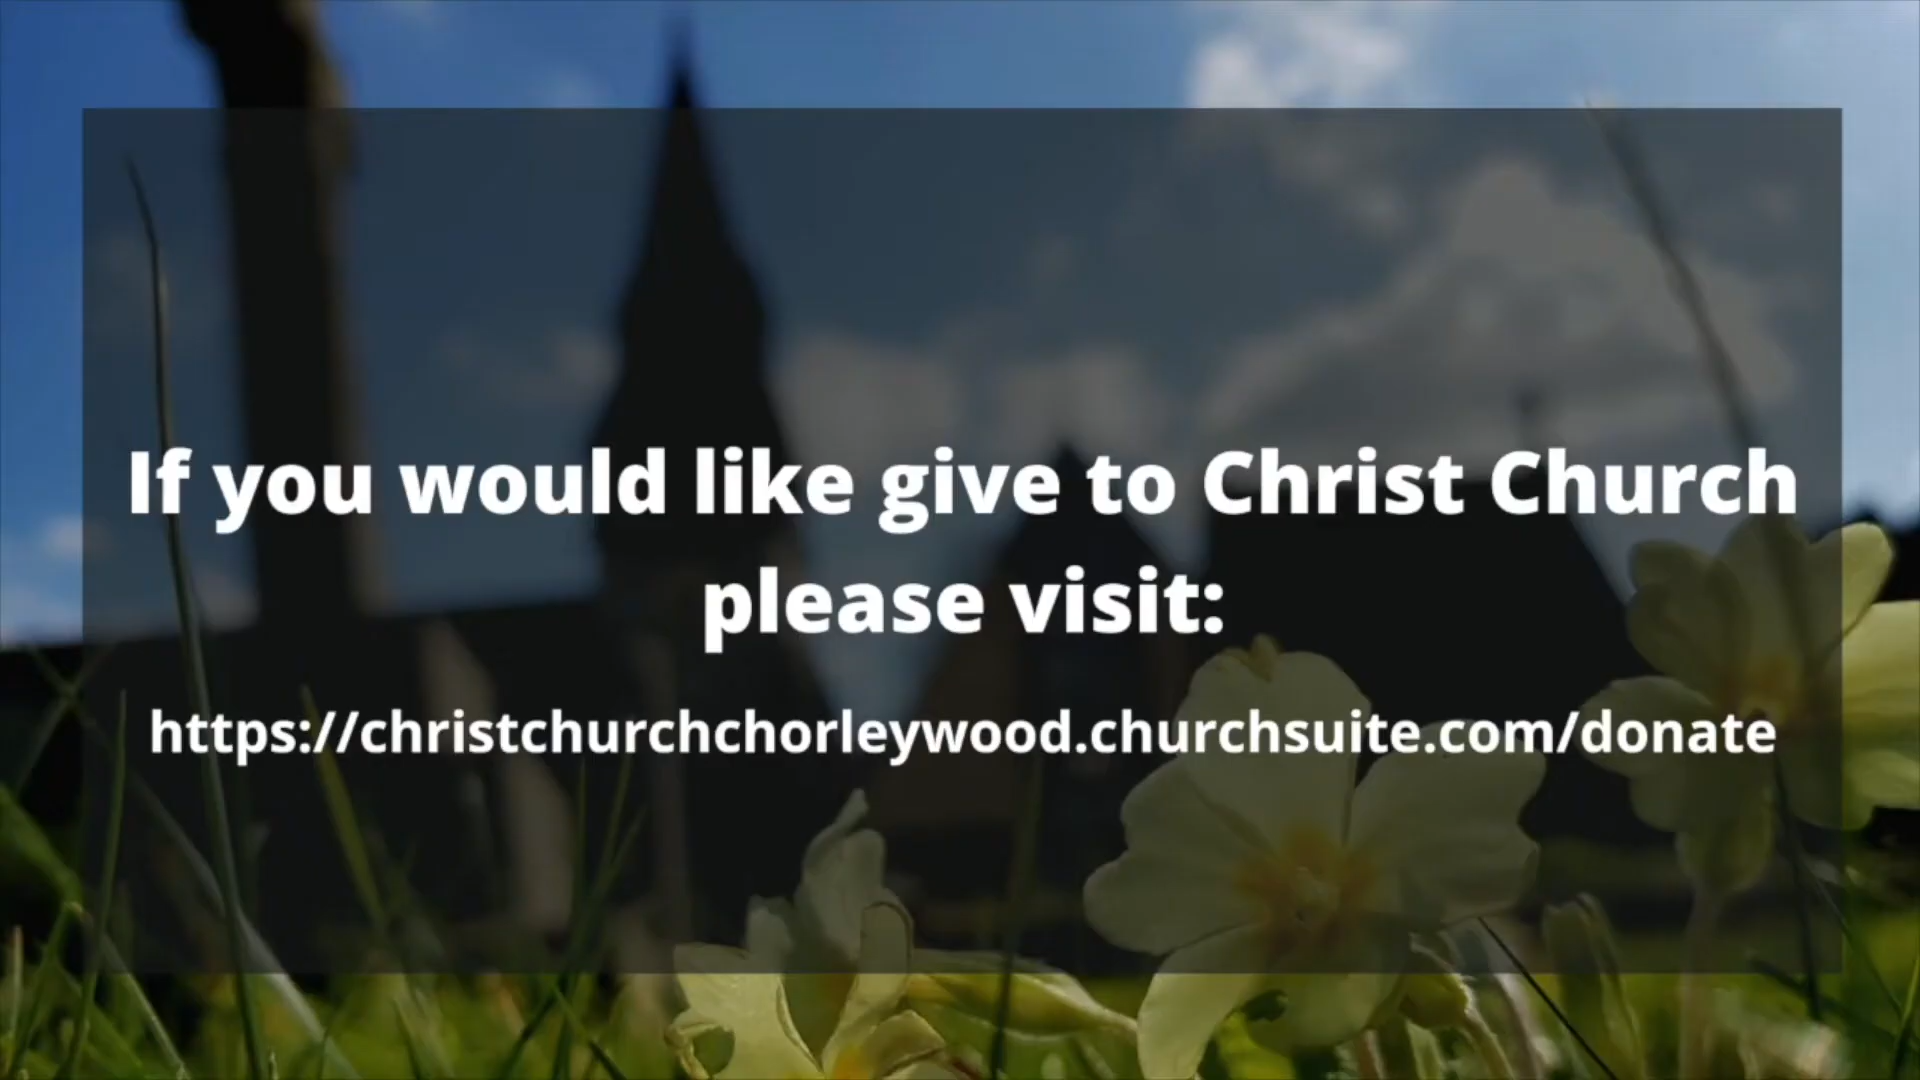 If you would like give to Christ Church
please visit:
https://christchurchchorleywood.churchsuite.com/donate